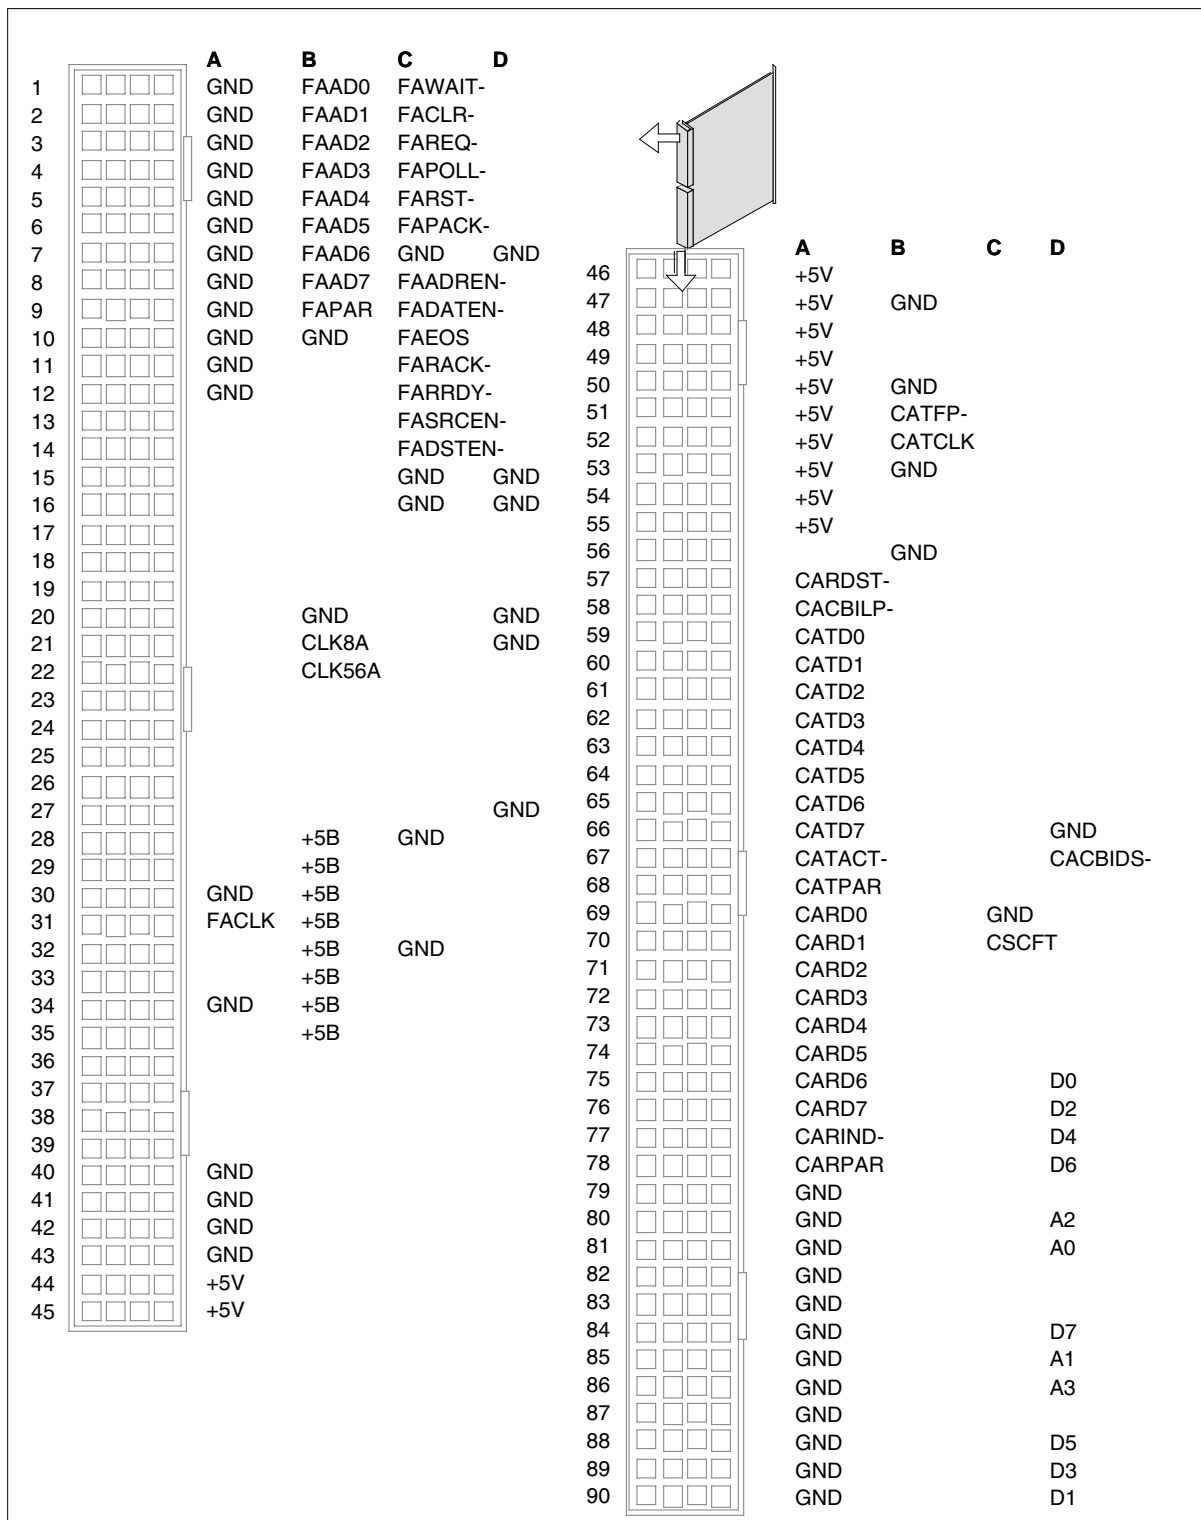 A B C D
1 GND FAAD0 FAWAIT-
2 GND FAAD1 FACLR-
3 GND FAAD2 FAREQ-
4 GND FAAD3 FAPOLL-
5 GND FAAD4 FARST-
6 GND FAAD5 FAPACK-
7 GND FAAD6 GND GND
8 GND FAAD7 FAADREN-
9 GND FAPAR FADATEN-
10 GND GND FAEOS
11 GND FARACK-
12 GND FARRDY-
13 FASRCEN-
14 FADSTEN-
15 GND GND
16 GND GND
17
18
19
20 GND GND
21 CLK8A GND
22 CLK56A
23
24
25
26
27 GND
28 +5B GND
29 +5B
30 GND +5B
31 FACLK +5B
32 +5B GND
33 +5B
34 GND +5B
35 +5B
36
37
38
39
40 GND
41 GND
42 GND
43 GND
44 +5V
45 +5V
A B C D
46 +5V
47 +5V GND
48 +5V
49 +5V
50 +5V GND
51 +5V CATFP-
52 +5V CATCLK
53 +5V GND
54 +5V
55 +5V
56 GND
57 CARDST-
58 CACBILP-
59 CATD0
60 CATD1
61 CATD2
62 CATD3
63 CATD4
64 CATD5
65 CATD6
66 CATD7 GND
67 CATACT- CACBIDS-
68 CATPAR
69 CARD0 GND
70 CARD1 CSCFT
71 CARD2
72 CARD3
73 CARD4
74 CARD5
75 CARD6 D0
76 CARD7 D2
77 CARIND- D4
78 CARPAR D6
79 GND
80 GND A2
81 GND A0
82 GND
83 GND
84 GND D7
85 GND A1
86 GND A3
87 GND
88 GND D5
89 GND D3
90 GND D1